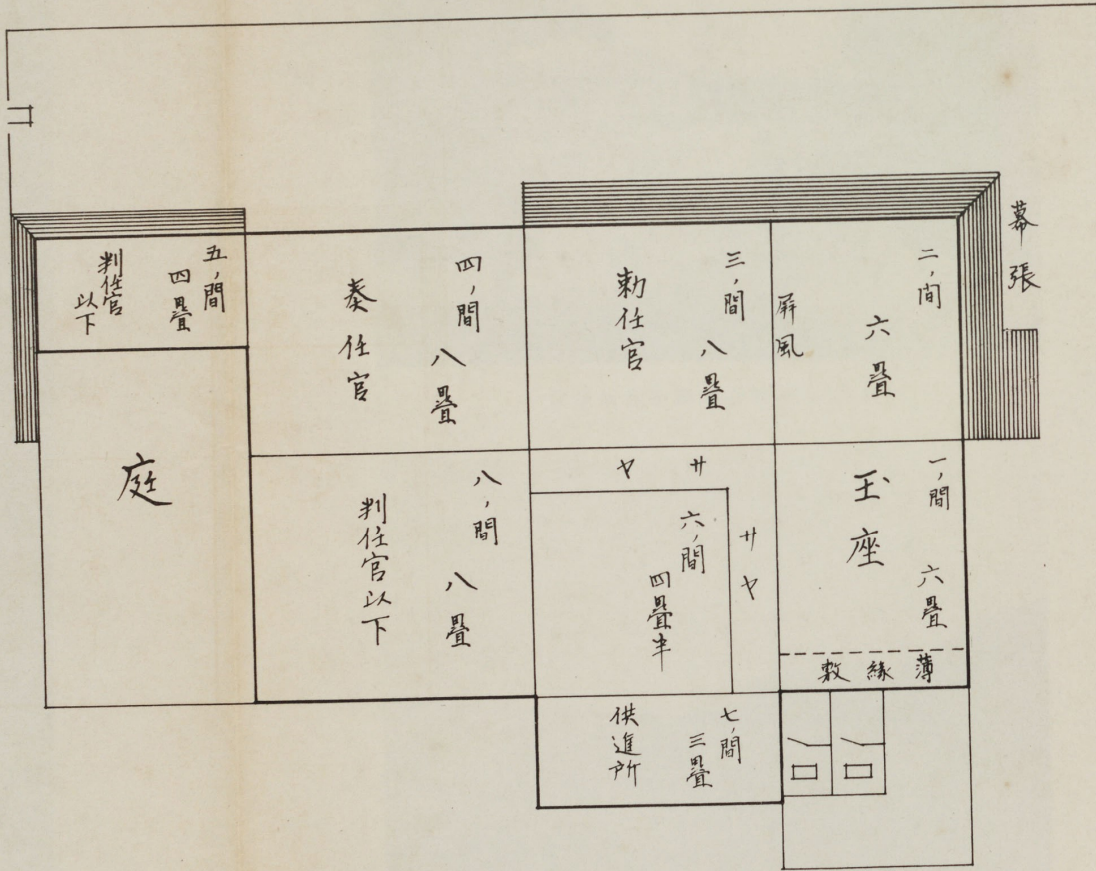 幕張
二ノ間
六畳
屏風
三ノ間
八畳
勅任官
四ノ間
八畳
奏任官
五ノ間
四畳
判任官
以下
一ノ間
六畳
玉座
薄縁敷
サヤ
サヤ
六ノ間
四畳半
八ノ間
八畳
判任官以下
庭
七ノ間
三畳
供進所